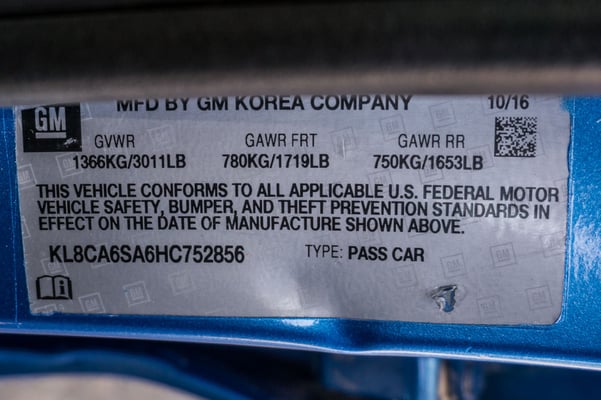 MFD BY GM KOREA COMPANY 10/16
GM
GVWR GAWR FRT GAWR RR
1366KG/3011LB 780KG/1719LB 750KG/1653LB
THIS VEHICLE CONFORMS TO ALL APPLICABLE U.S. FEDERAL MOTOR
VEHICLE SAFETY, BUMPER, AND THEFT PREVENTION STANDARDS IN
EFFECT ON THE DATE OF MANUFACTURE SHOWN ABOVE.
KL8CA6SA6HC752856 TYPE: PASS CAR